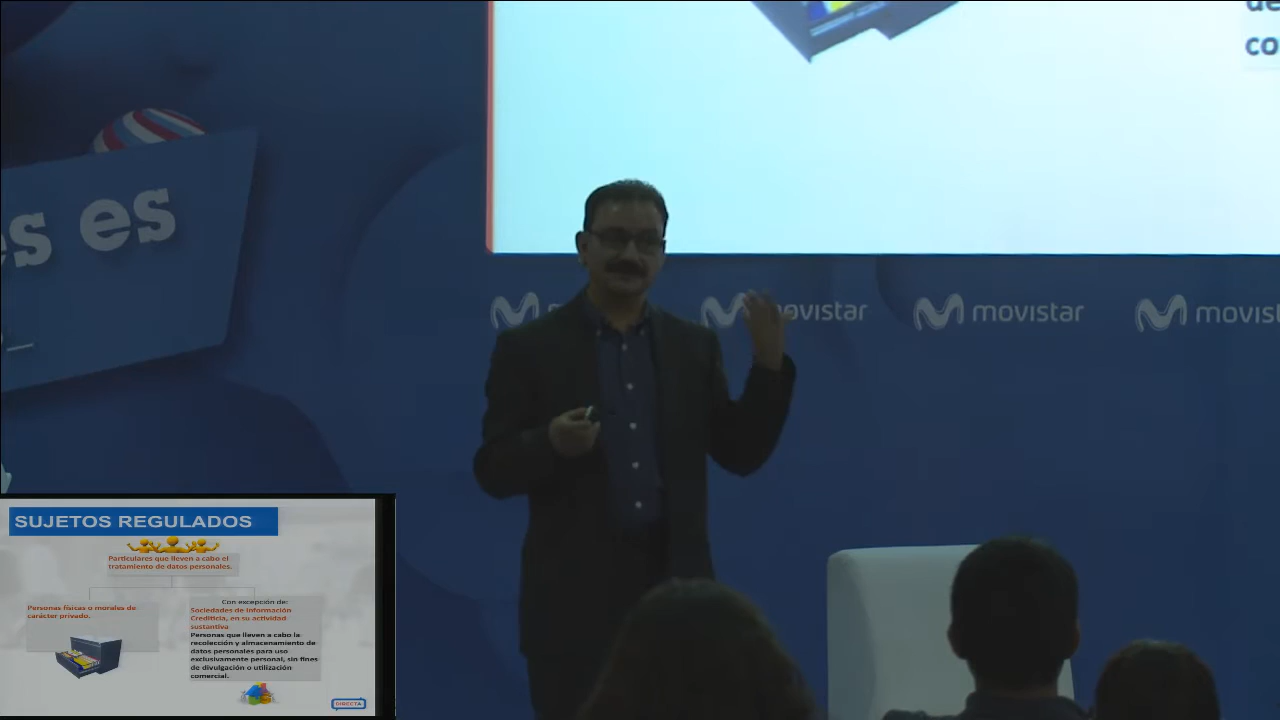 de
co
s es
movistar
movistar
movistar
SUJETOS REGULADOS
Particulares que lleven a cabo el
tratamiento de datos personales.
Personas físicas o morales de
carácter privado.
Con excepción de:
Sociedades de Información
Crediticia, en su actividad
sustantiva
Personas que lleven a cabo la
recolección y almacenamiento de
datos personales para uso
exclusivamente personal, sin fines
de divulgación o utilización
comercial.
DIRECTA